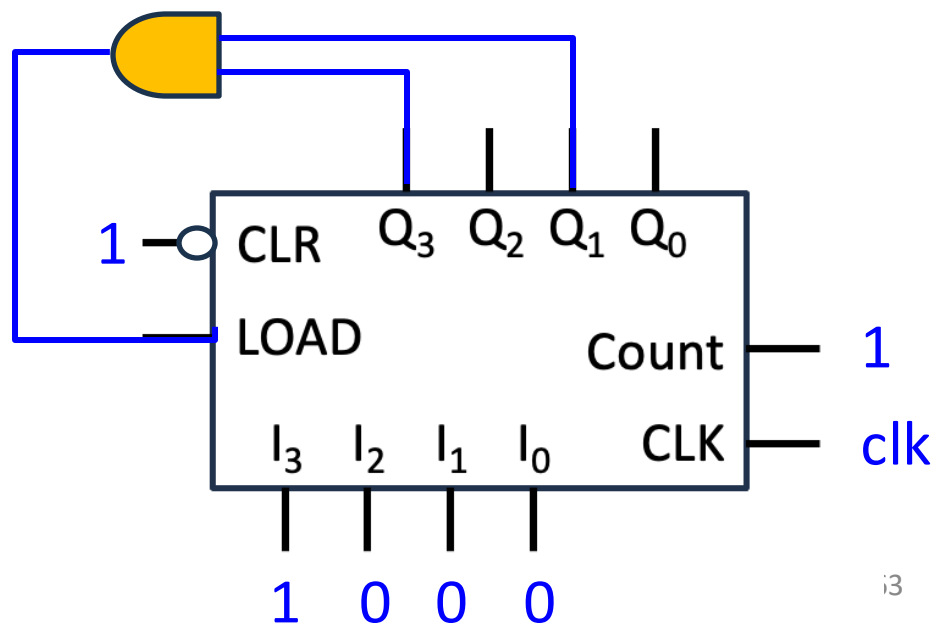 1 CLR Q3 Q2 Q1 Q0
LOAD
Count 1
I3 I2 I1 I0 CLK clk
1 0 0 0